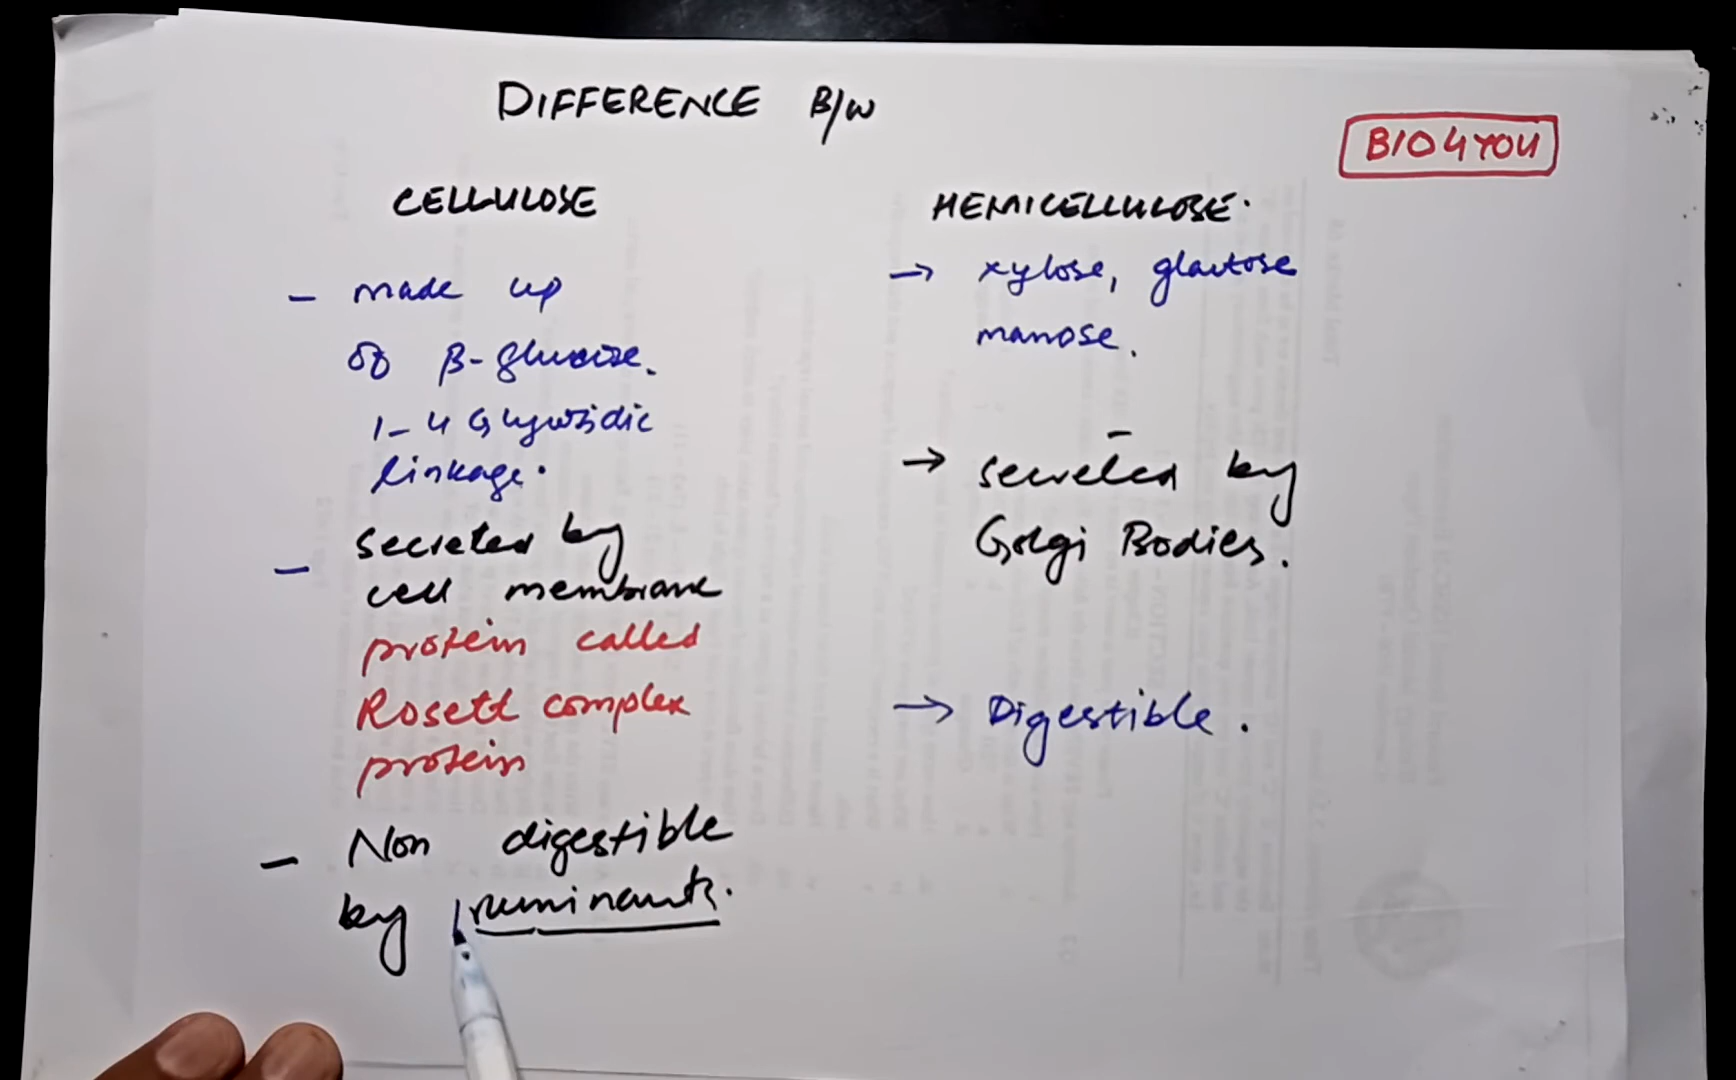 DIFFERENCE B/W
BIO4YOU
CELLULOSE
- made up
of β-glucose.
1-4 Glycosidic
linkage.
- secreted by
cell membrane
protein called
Rosett complex
protein
- Non digestible
by ruminants.
HEMICELLULOSE.
→ xylose, glactose
manose.
→ secreted by
Golgi Bodies.
→ Digestible.